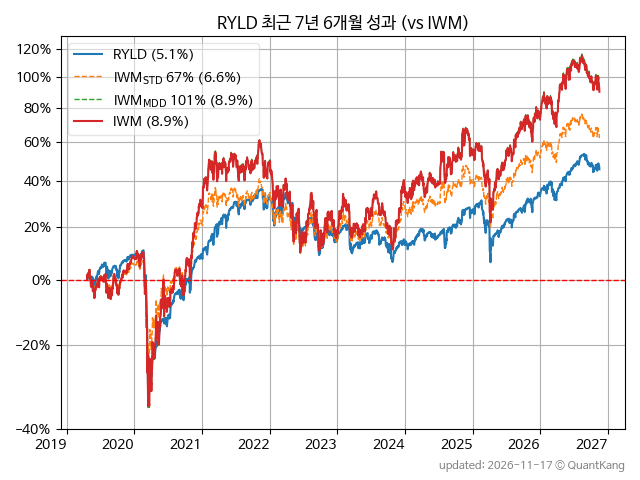 RYLD 최근 7년 6개월 성과 (vs IWM)
120%
100%
80%
60%
40%
20%
0%
−20%
−40%
RYLD (5.1%)
IWMSTD 67% (6.6%)
IWMMDD 101% (8.9%)
IWM (8.9%)
2019 2020 2021 2022 2023 2024 2025 2026 2027
updated: 2026-11-17 © QuantKang